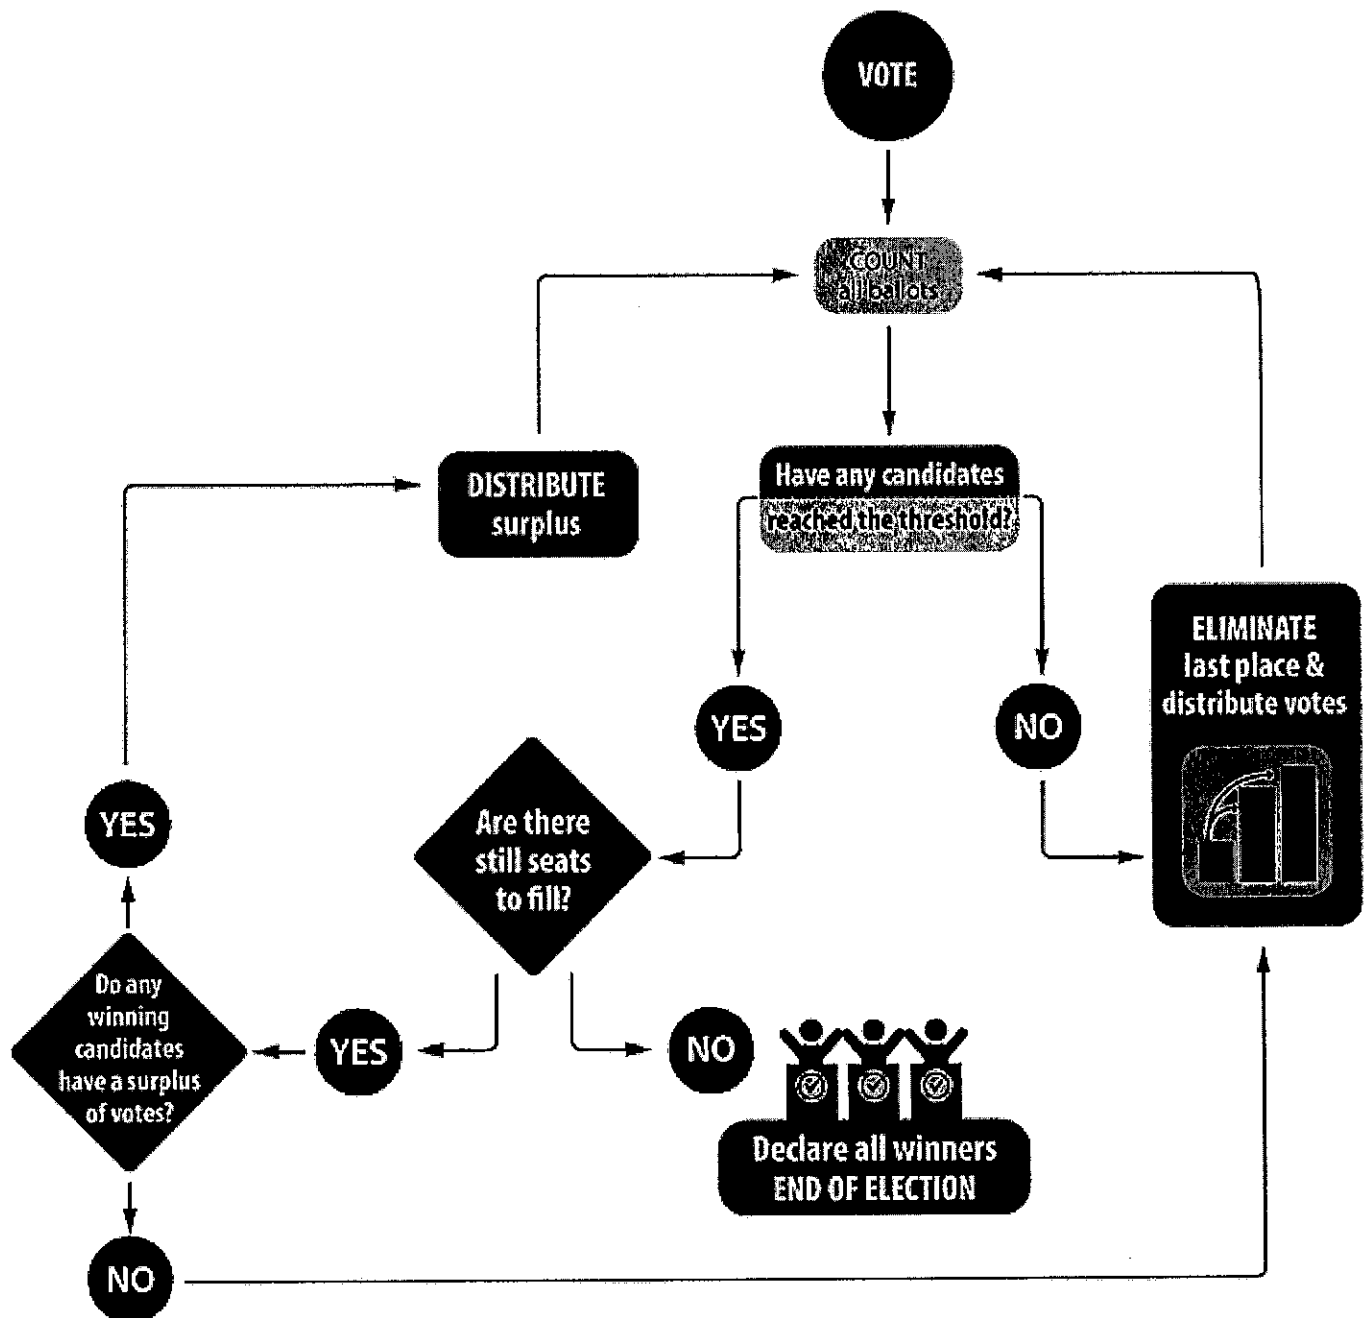 VOTE
COUNT
all ballots
Have any candidates
reached the threshold?
DISTRIBUTE
surplus
ELIMINATE
last place &
distribute votes
YES
NO
Are there
still seats
to fill?
YES
Do any
winning
candidates
have a surplus
of votes?
YES
NO
Declare all winners
END OF ELECTION
NO